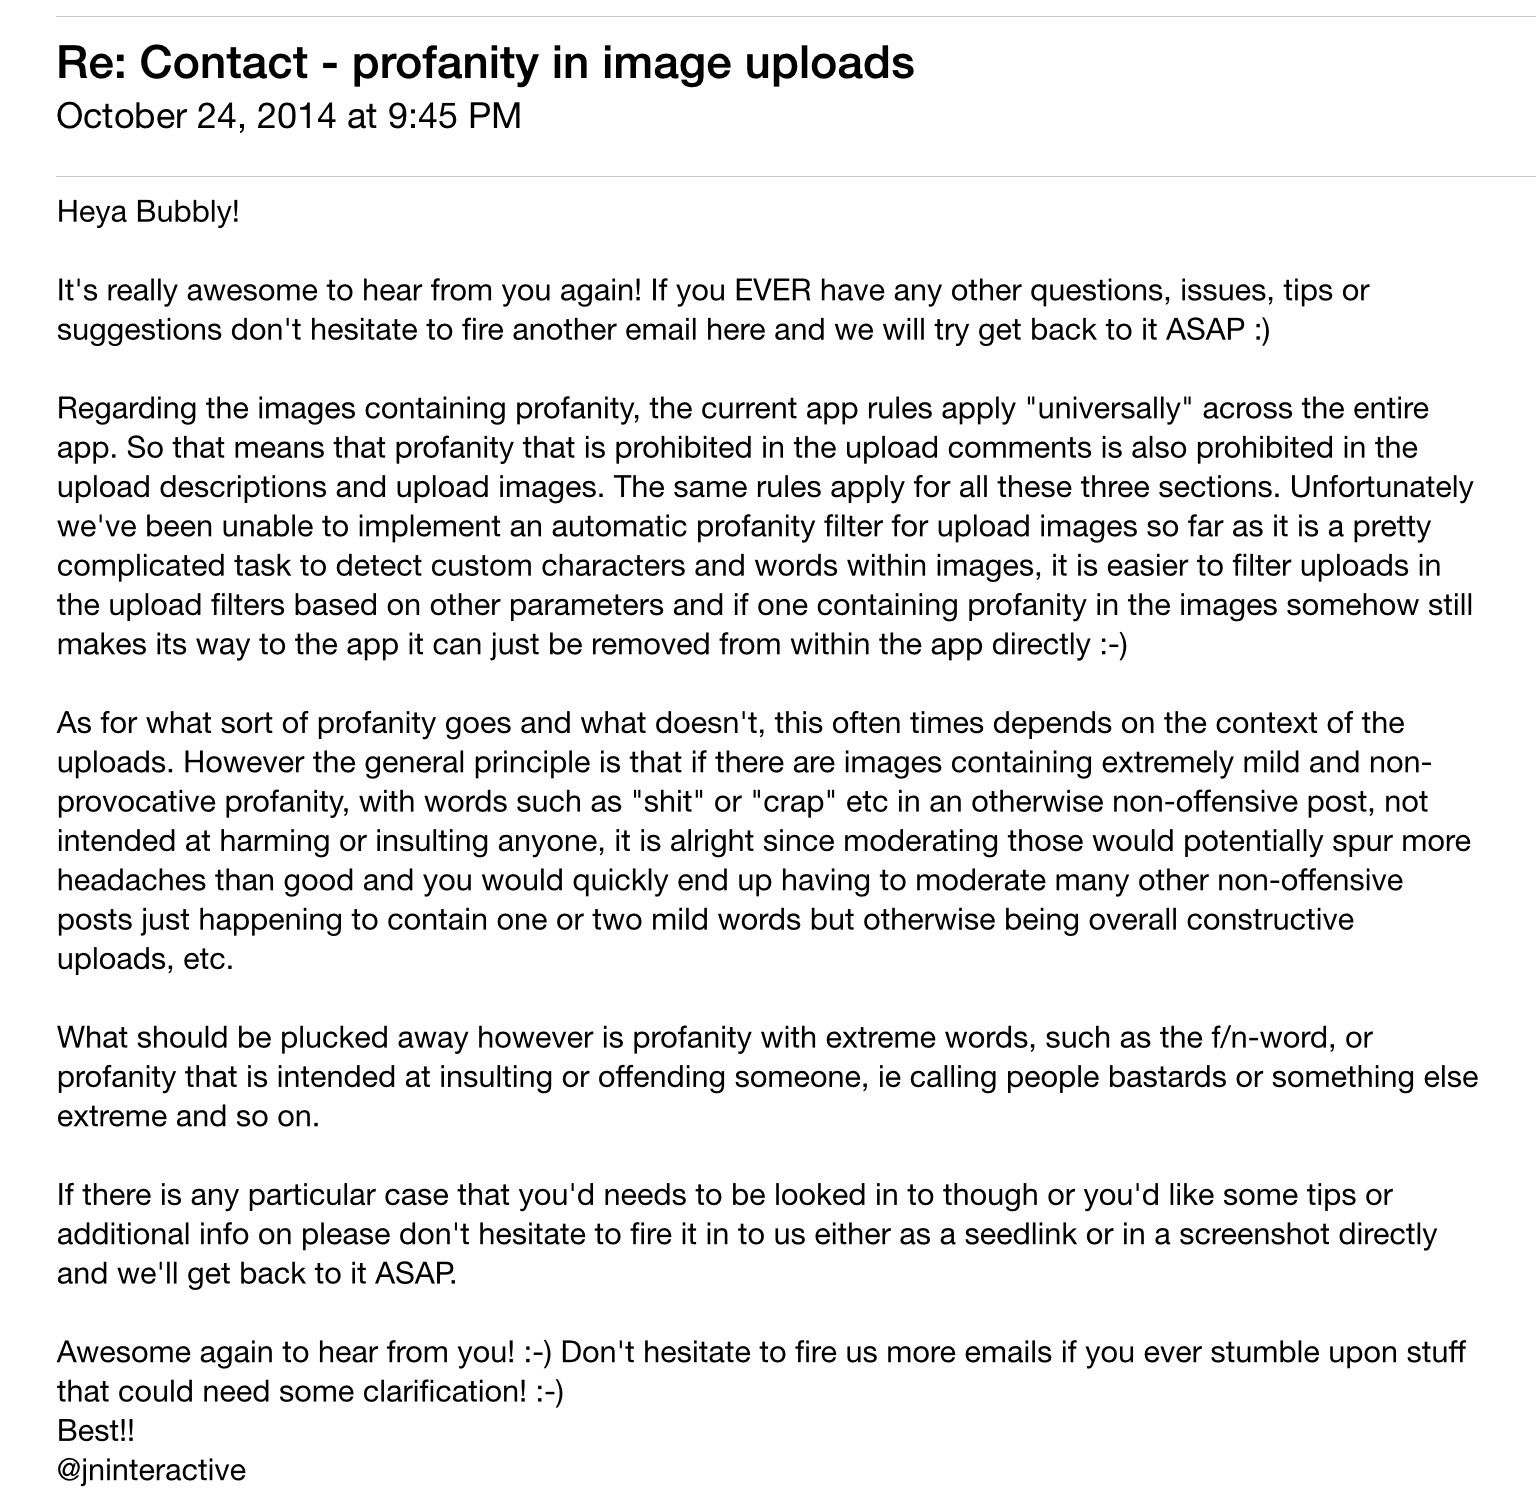 Re: Contact - profanity in image uploads
October 24, 2014 at 9:45 PM
Heya Bubbly!
It's really awesome to hear from you again! If you EVER have any other questions, issues, tips or
suggestions don't hesitate to fire another email here and we will try get back to it ASAP :)
Regarding the images containing profanity, the current app rules apply "universally" across the entire
app. So that means that profanity that is prohibited in the upload comments is also prohibited in the
upload descriptions and upload images. The same rules apply for all these three sections. Unfortunately
we've been unable to implement an automatic profanity filter for upload images so far as it is a pretty
complicated task to detect custom characters and words within images, it is easier to filter uploads in
the upload filters based on other parameters and if one containing profanity in the images somehow still
makes its way to the app it can just be removed from within the app directly :-)
As for what sort of profanity goes and what doesn't, this often times depends on the context of the
uploads. However the general principle is that if there are images containing extremely mild and non-
provocative profanity, with words such as "shit" or "crap" etc in an otherwise non-offensive post, not
intended at harming or insulting anyone, it is alright since moderating those would potentially spur more
headaches than good and you would quickly end up having to moderate many other non-offensive
posts just happening to contain one or two mild words but otherwise being overall constructive
uploads, etc.
What should be plucked away however is profanity with extreme words, such as the f/n-word, or
profanity that is intended at insulting or offending someone, ie calling people bastards or something else
extreme and so on.
If there is any particular case that you'd needs to be looked in to though or you'd like some tips or
additional info on please don't hesitate to fire it in to us either as a seedlink or in a screenshot directly
and we'll get back to it ASAP.
Awesome again to hear from you! :-) Don't hesitate to fire us more emails if you ever stumble upon stuff
that could need some clarification! :-)
Best!!
@jninteractive